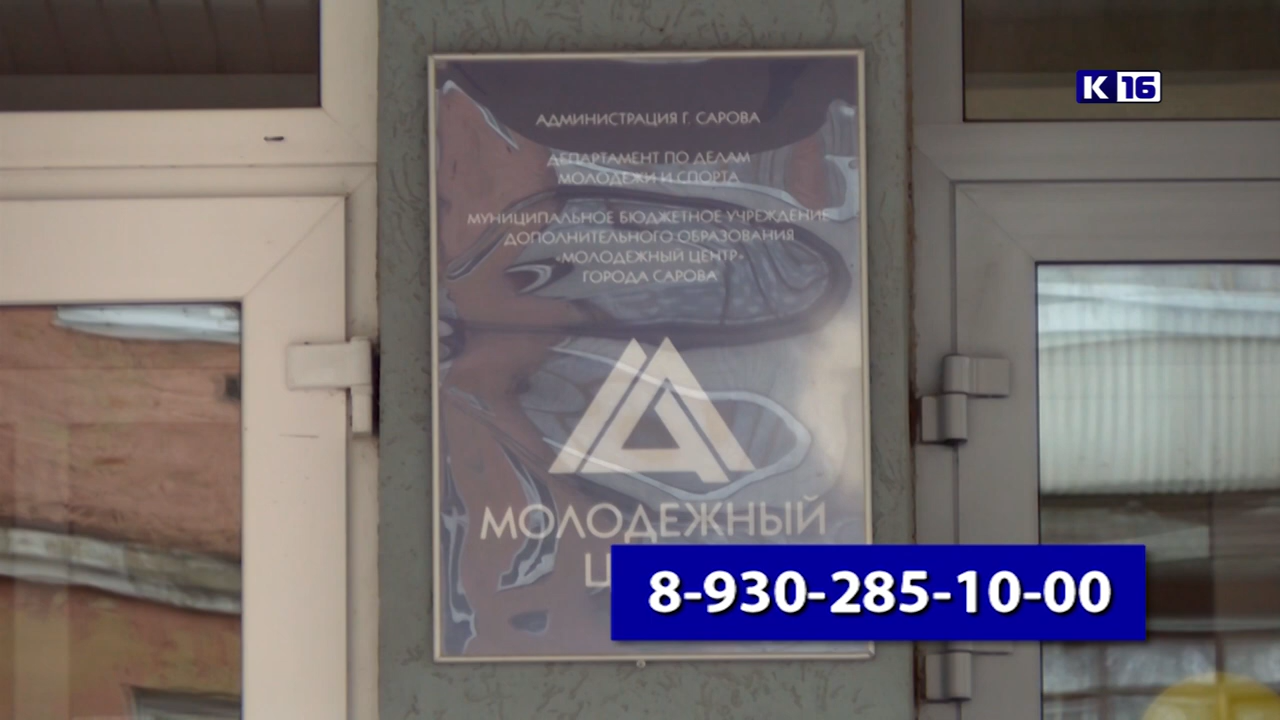 К 16
АДМИНИСТРАЦИЯ Г. САРОВА
ДЕПАРТАМЕНТ ПО ДЕЛАМ
МОЛОДЕЖИ И СПОРТА
МУНИЦИПАЛЬНОЕ БЮДЖЕТНОЕ УЧРЕЖДЕНИЕ
ДОПОЛНИТЕЛЬНОГО ОБРАЗОВАНИЯ
«МОЛОДЕЖНЫЙ ЦЕНТР»
ГОРОДА САРОВА
МОЛОДЕЖНЫЙ
8-930-285-10-00